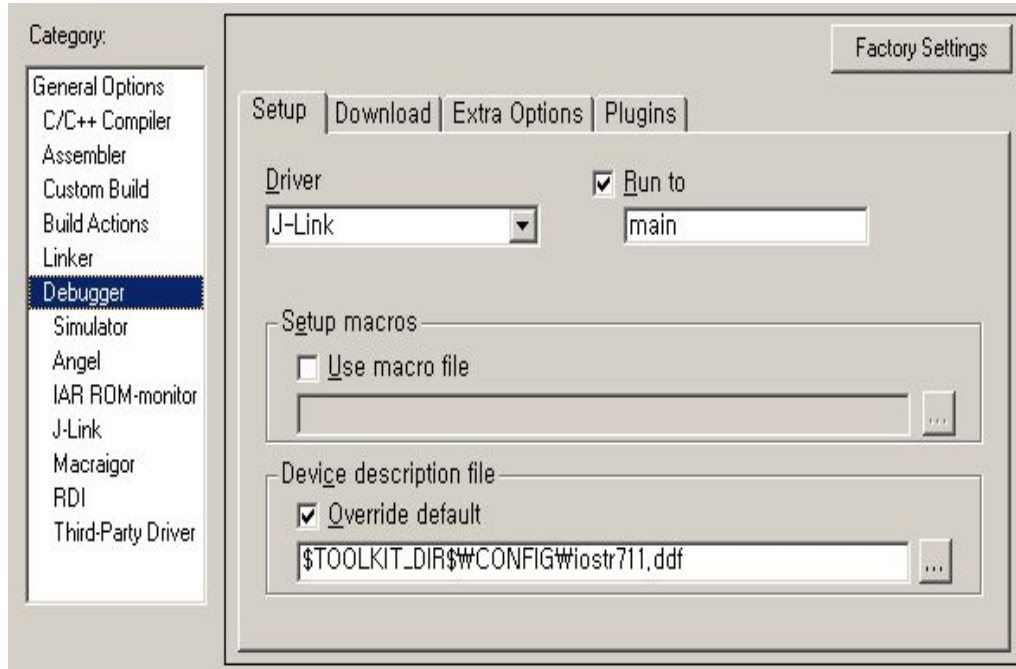 Category:
General Options
C/C++ Compiler
Assembler
Custom Build
Build Actions
Linker
Debugger
Simulator
Angel
IAR ROM-monitor
J-Link
Macraigor
RDI
Third-Party Driver
Factory Settings
Setup Download Extra Options Plugins
Driver
J-Link
Run to
main
Setup macros
Use macro file
...
Device description file
Override default
$TOOLKIT_DIR$₩CONFIG₩iostr711.ddf
...